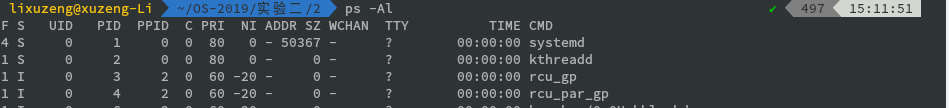 lixuzeng@xuzeng-Li ~/OS-2019/实验二/2 ps -Al ✔ 497 15:11:51
F S UID PID PPID C PRI NI ADDR SZ WCHAN TTY TIME CMD
4 S 0 1 0 0 80 0 - 50367 - ? 00:00:00 systemd
1 S 0 2 0 0 80 0 - 0 - ? 00:00:00 kthreadd
1 I 0 3 2 0 60 -20 - 0 - ? 00:00:00 rcu_gp
1 I 0 4 2 0 60 -20 - 0 - ? 00:00:00 rcu_par_gp